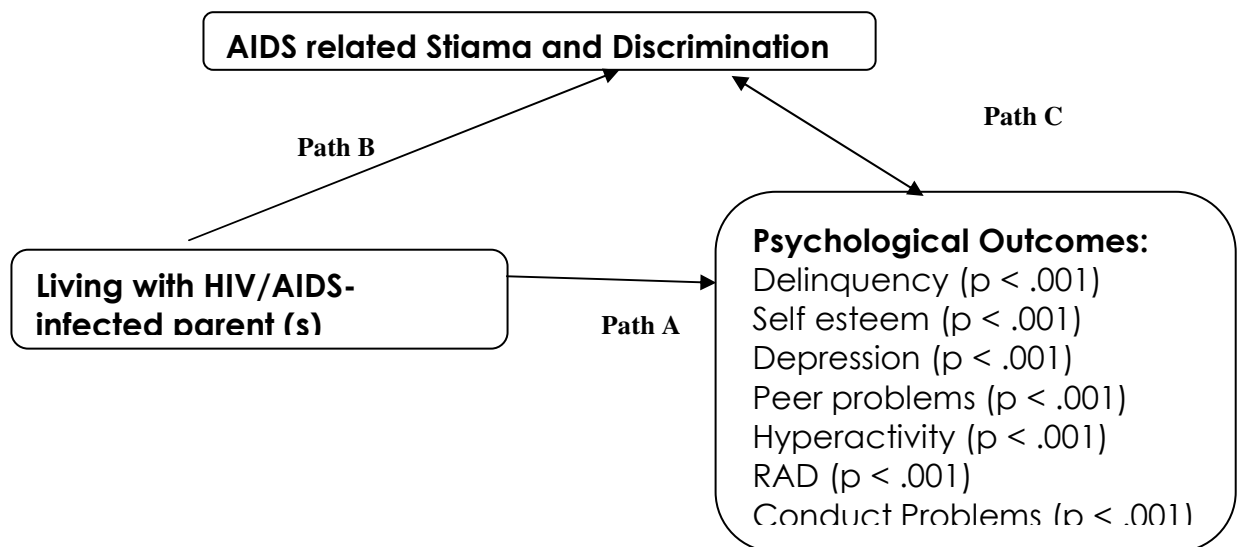 AIDS related Stigma and Discrimination
Path C
Path B
Psychological Outcomes:
Delinquency (p < .001)
Self esteem (p < .001)
Depression (p < .001)
Peer problems (p < .001)
Hyperactivity (p < .001)
RAD (p < .001)
Conduct Problems (p < .001)
Living with HIV/AIDS-
infected parent (s)
Path A